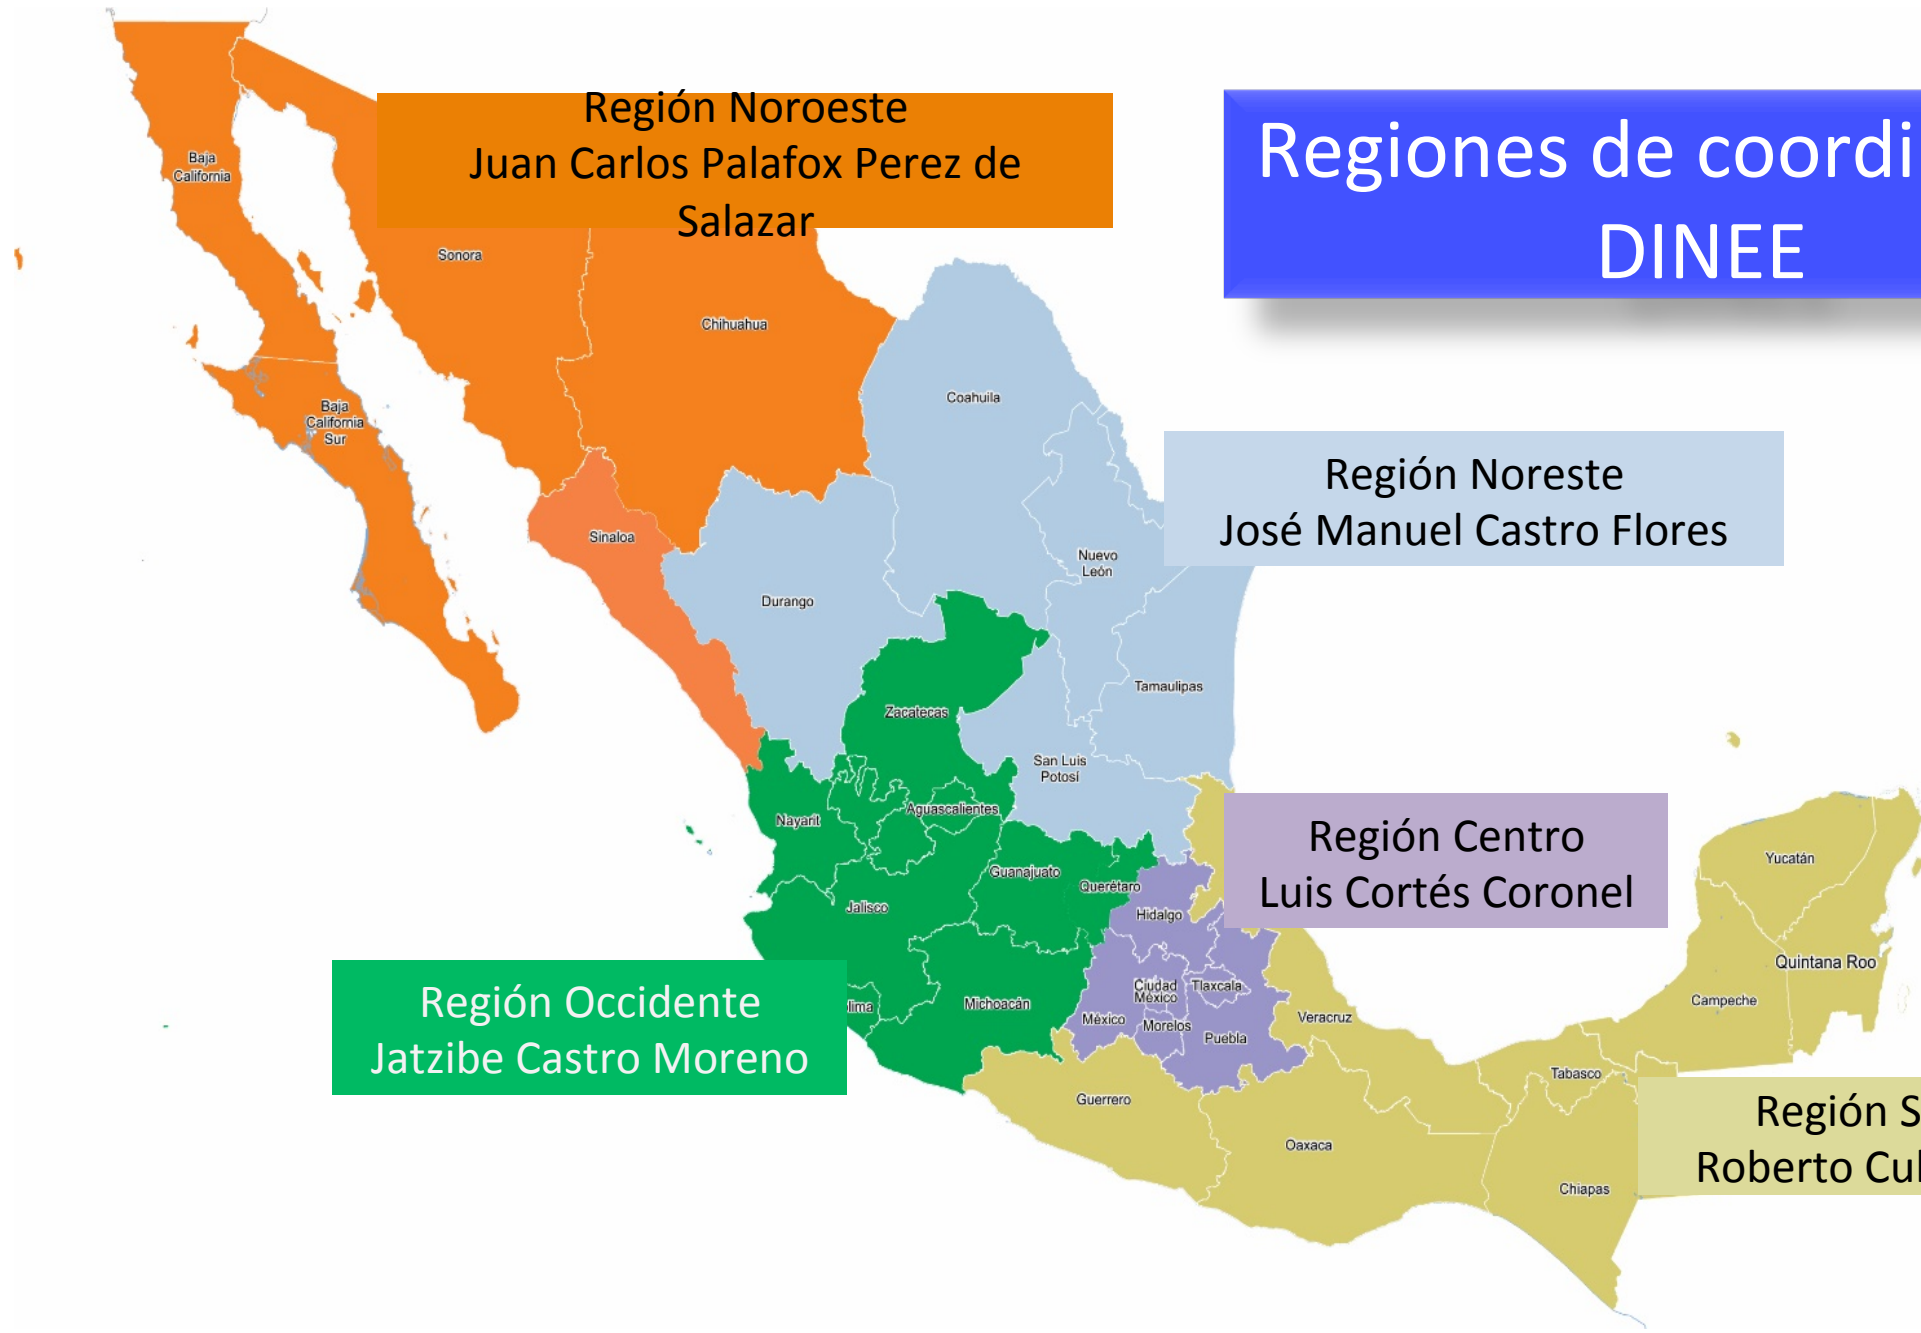 Región Noroeste
Juan Carlos Palafox Perez de
Salazar
Regiones de
DINEE
Baja
California
Sonora
Chihuahua
Coahuila
Baja
California
Sur
Región Noreste
José Manuel Castro Flores
Sinaloa
Nuevo
León
Durango
Tamaulipas
Zacatecas
San Luis
Potosí
Aguascalientes
Nayarit
Región Centro
Luis Cortés Coronel
Yucatán
Guanajuato
Querétaro
Jalisco
Hidalgo
Quintana Roo
Región Occidente
Jatzibe Castro Moreno
Michoacán
Ciudad
México
Tlaxcala
Campeche
México
Morelos
Puebla
Veracruz
Tabasco
Guerrero
Oaxaca
Chiapas
Región
Roberto